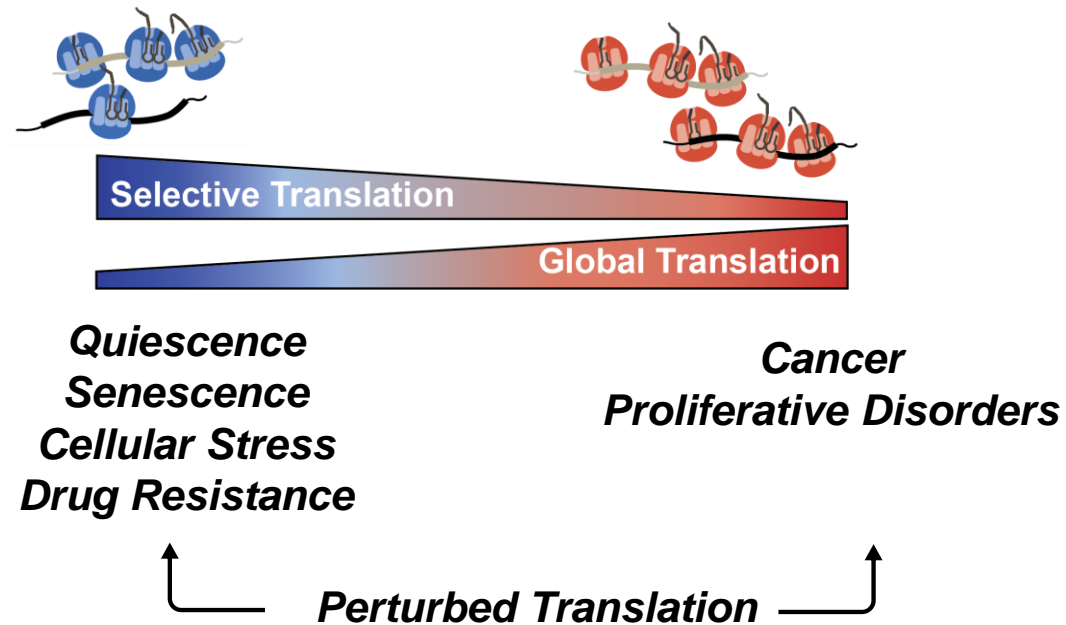 Selective Translation
Global Translation
Quiescence
Senescence
Cellular Stress
Drug Resistance
Cancer
Proliferative Disorders
Perturbed Translation